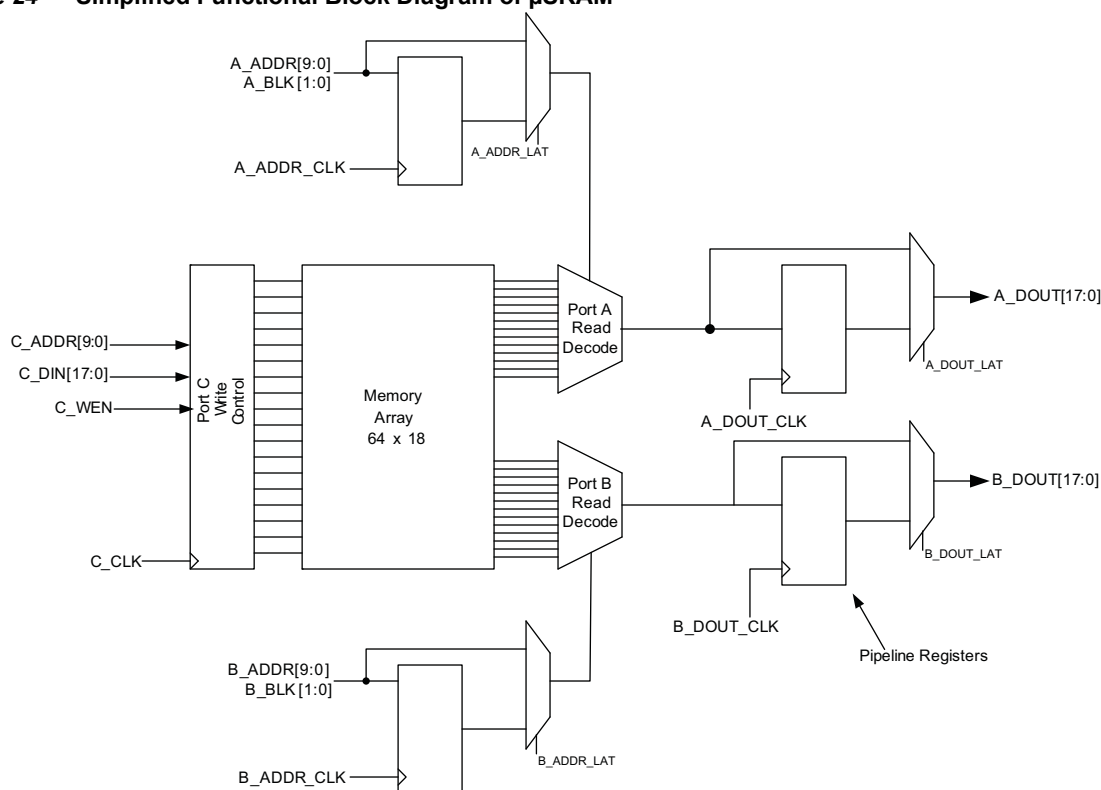 Simplified Functional Block Diagram of µSRAM
A_ADDR[9:0]
A_BLK[1:0]
A_ADDR_LAT
A_ADDR_CLK
C_ADDR[9:0]
C_DIN[17:0]
C_WEN
C_CLK
Port C
Write
Control
Memory
Array
64 x 18
Port A
Read
Decode
A_DOUT[17:0]
A_DOUT_LAT
A_DOUT_CLK
Port B
Read
Decode
B_DOUT[17:0]
B_DOUT_LAT
B_DOUT_CLK
Pipeline Registers
B_ADDR[9:0]
B_BLK[1:0]
B_ADDR_LAT
B_ADDR_CLK